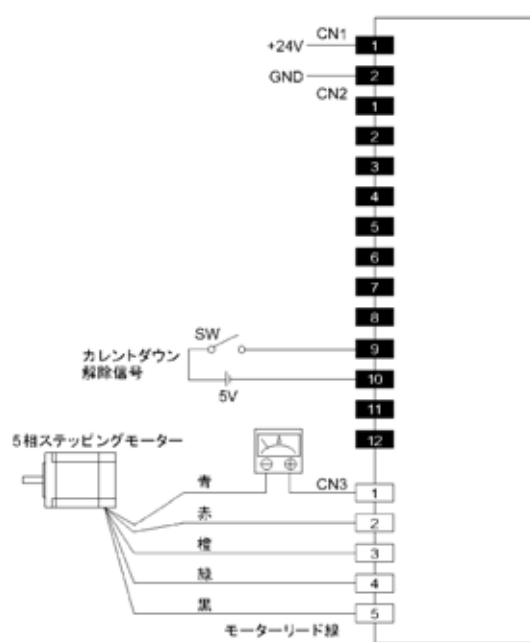 CN1
+24V 1
GND 2
CN2
1
2
3
4
5
6
7
8
SW
9
カレントダウン
解除信号
10
5V
11
12
5相ステッピングモーター
A
⊖ ⊕
CN3
青 1
赤 2
橙 3
緑 4
黒 5
モーターリード線